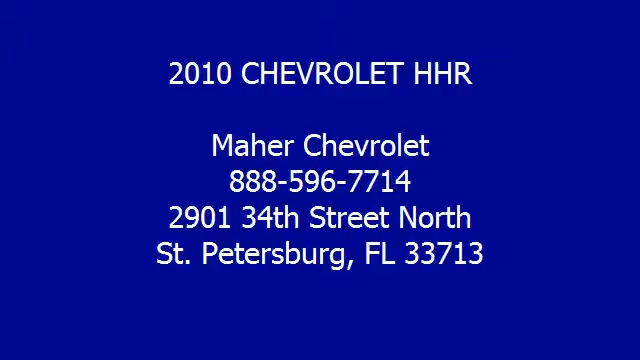 2010 CHEVROLET HHR
Maher Chevrolet
888-596-7714
2901 34th Street North
St. Petersburg, FL 33713